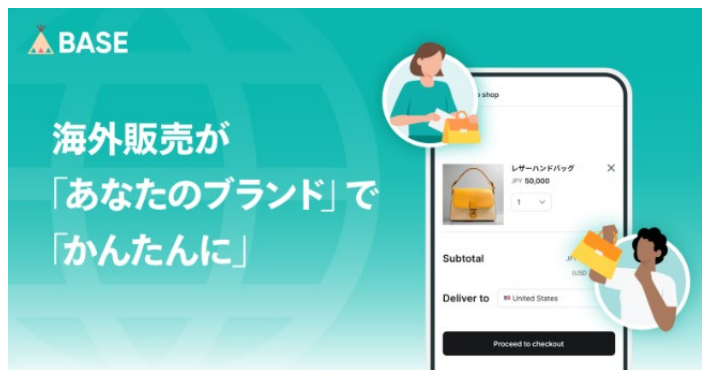 BASE
海外販売が
「あなたのブランド」で
「かんたんに」
shop
レザーハンドバッグ
JPY 50,000
1
Subtotal
(USD
Deliver to
United States
Proceed to checkout